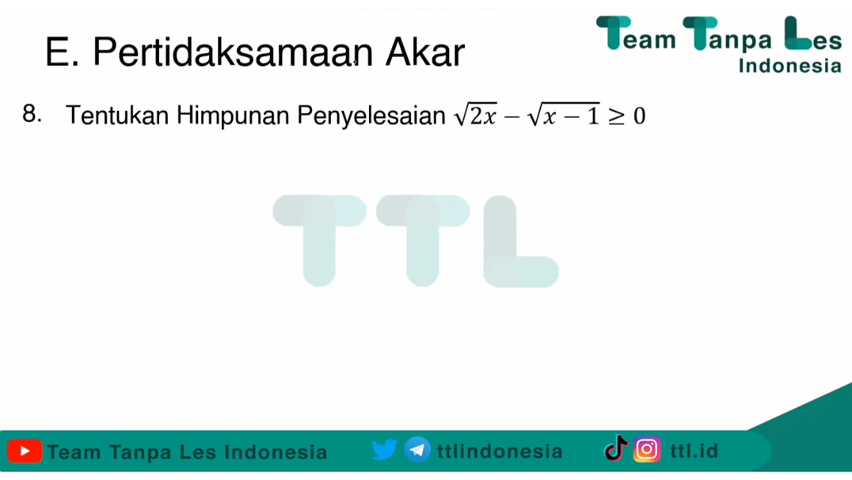 E. Pertidaksamaan Akar
Team Tanpa Les
Indonesia
8. Tentukan Himpunan Penyelesaian √2x − √x − 1 ≥ 0
TTL
Team Tanpa Les Indonesia
ttlindonesia
ttl.id